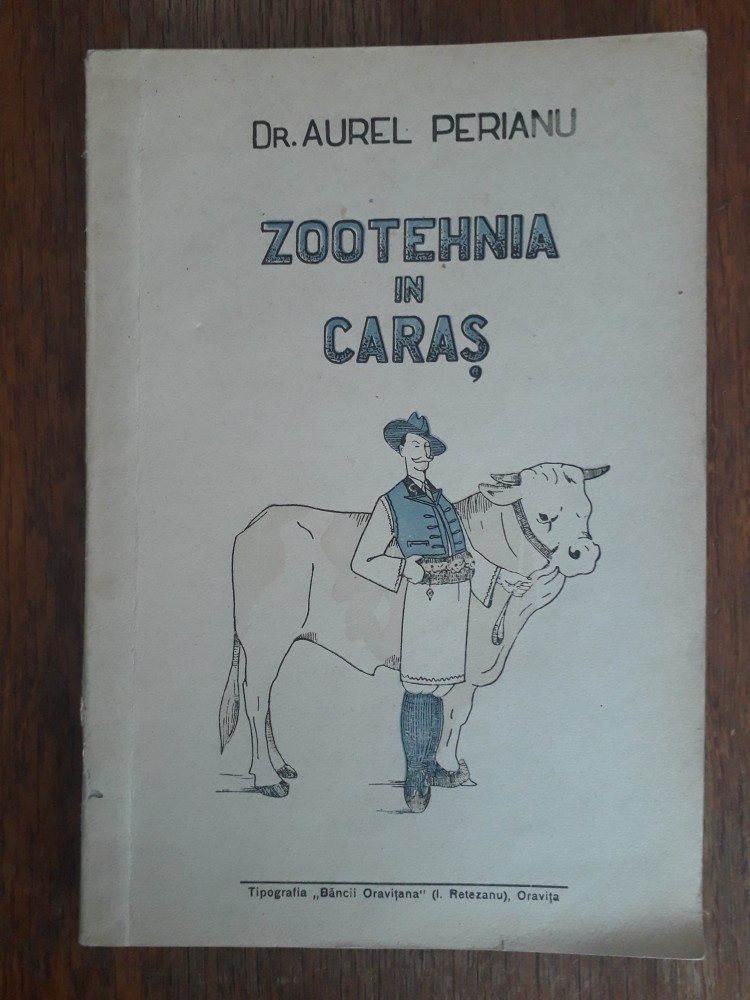 DR. AUREL PERIANU
ZOOTEHNIA
IN
CARAȘ
Tipografia „Băncii Oravițana“ (I. Retezanu), Oravița